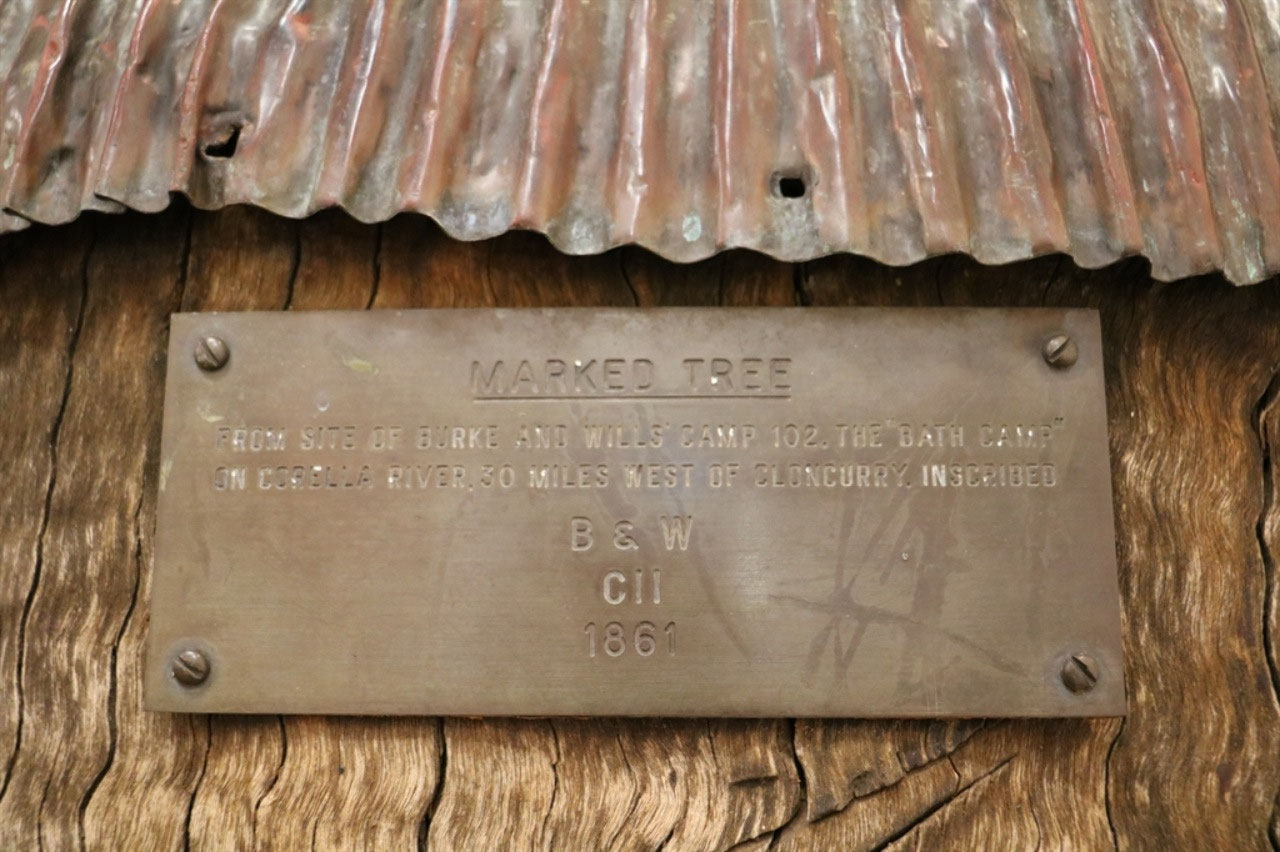 MARKED TREE
FROM SITE OF BURKE AND WILLS' CAMP 102. THE "BATH CAMP"
ON CORELLA RIVER, 30 MILES WEST OF CLONCURRY, INSCRIBED
B & W
CII
1861